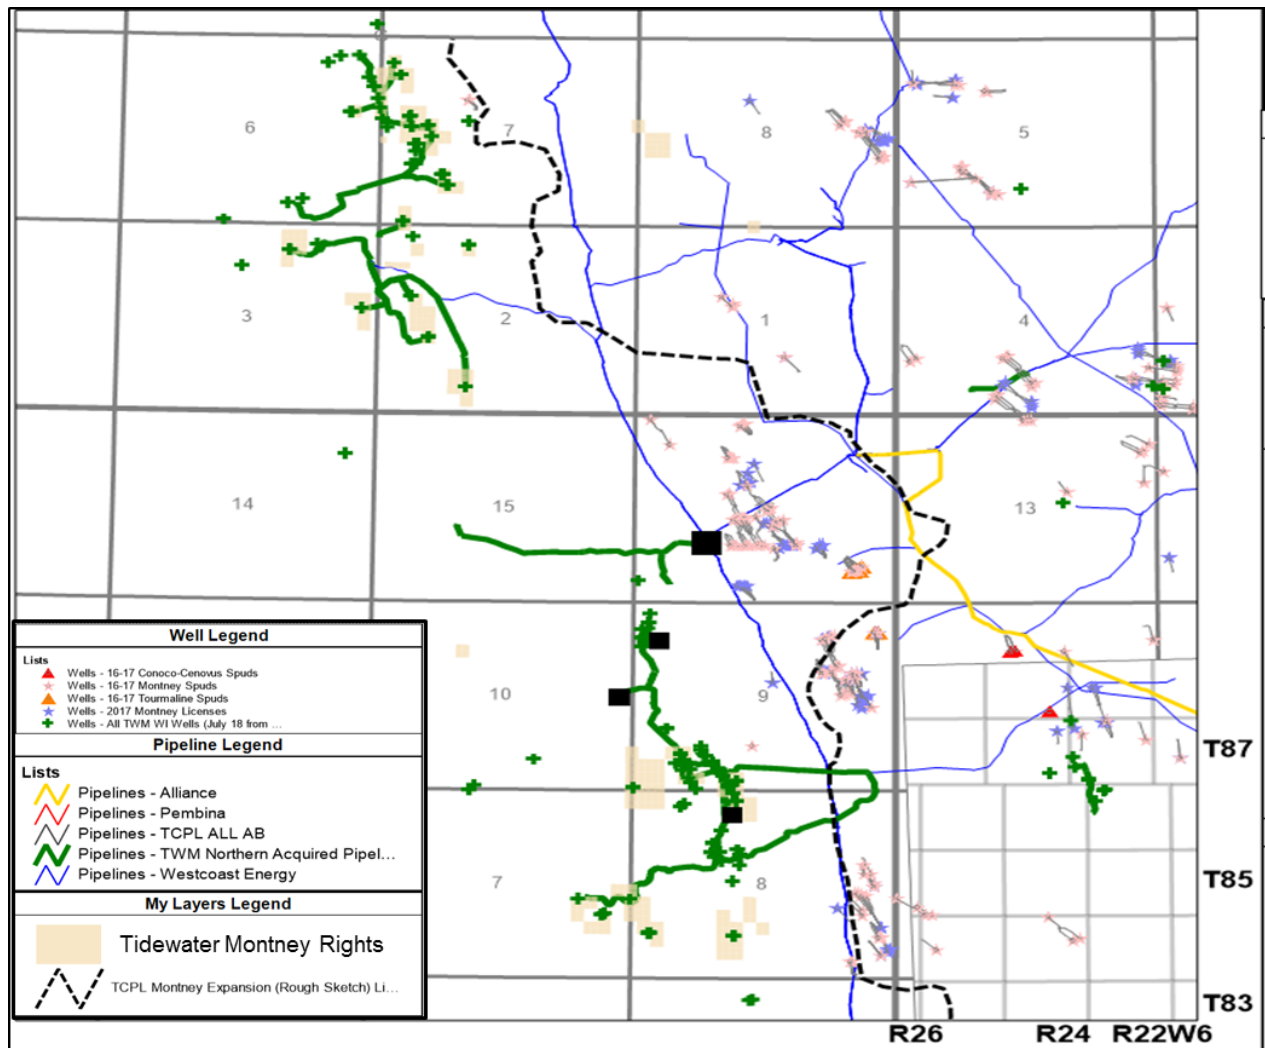 6
7
8
5
3
2
1
4
14
15
13
10
9
7
8
T87
T85
T83
R26
R24
R22W6
Well Legend
Lists
Wells - 16-17 Conoco-Cenous Spuds
Wells - 16-17 Montney Spuds
Wells - 16-17 Tourmaline Spuds
Wells - 2017 Montney Licenses
Wells - All TWM WI Wells (July 18 from ...
Pipeline Legend
Lists
Pipelines - Alliance
Pipelines - Pembina
Pipelines - TCPL ALL AB
Pipelines - TWM Northern Acquired Pipel...
Pipelines - Westcoast Energy
My Layers Legend
Tidewater Montney Rights
TCPL Montney Expansion (Rough Sketch) Li...